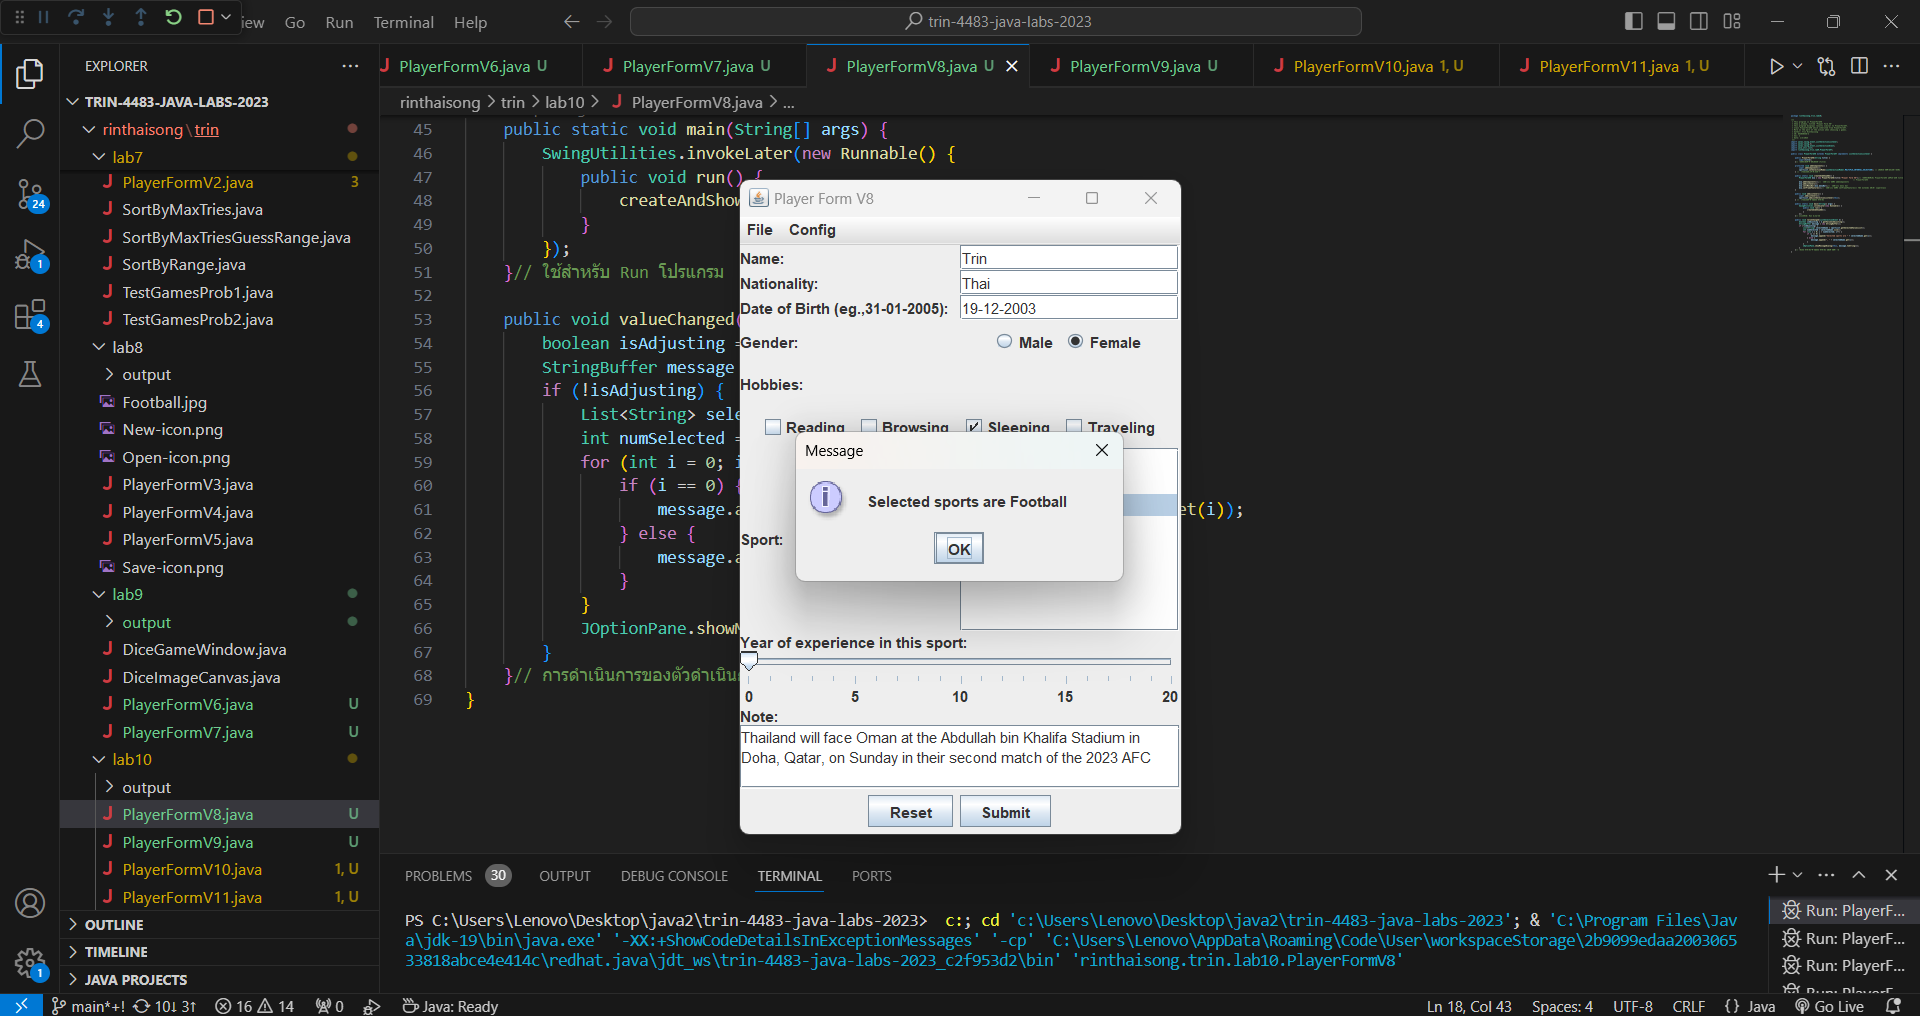 iew Go Run Terminal Help
trin-4483-java-labs-2023
EXPLORER
TRIN-4483-JAVA-LABS-2023
rinthaisong\trin
lab7
PlayerFormV2.java 3
SortByMaxTries.java
SortByMaxTriesGuessRange.java
SortByRange.java
TestGamesProb1.java
TestGamesProb2.java
lab8
output
Football.jpg
New-icon.png
Open-icon.png
PlayerFormV3.java
PlayerFormV4.java
PlayerFormV5.java
Save-icon.png
lab9
output
DiceGameWindow.java
DiceImageCanvas.java
PlayerFormV6.java U
PlayerFormV7.java U
lab10
output
PlayerFormV8.java U
PlayerFormV9.java U
PlayerFormV10.java 1, U
PlayerFormV11.java 1, U
OUTLINE
TIMELINE
JAVA PROJECTS
24
1
4
1
PlayerFormV6.java U
PlayerFormV7.java U
PlayerFormV8.java U
PlayerFormV9.java U
PlayerFormV10.java 1, U
PlayerFormV11.java 1, U
rinthaisong > trin > lab10 > PlayerFormV8.java > ...
45 public static void main(String[] args) {
46 SwingUtilities.invokeLater(new Runnable() {
47 public void run() {
48 createAndShow
49 }
50 });
51 }// ใช้สำหรับ Run โปรแกรม
52
53 public void valueChanged(
54 boolean isAdjusting =
55 StringBuffer message
56 if (!isAdjusting) {
57 List<String> sele
58 int numSelected =
59 for (int i = 0; i
60 if (i == 0) {
61 message.a et(i));
62 } else {
63 message.a
64 }
65 }
66 JOptionPane.showM
67 }
68 }// การดำเนินการของตัวดำเนิน
69 }
Player Form V8
File Config
Name: Trin
Nationality: Thai
Date of Birth (eg.,31-01-2005): 19-12-2003
Gender: Male Female
Hobbies:
Reading Browsing Sleeping Traveling
Message
Selected sports are Football
OK
Sport:
Year of experience in this sport:
0 5 10 15 20
Note:
Thailand will face Oman at the Abdullah bin Khalifa Stadium in
Doha, Qatar, on Sunday in their second match of the 2023 AFC
Reset Submit
PROBLEMS 30 OUTPUT DEBUG CONSOLE TERMINAL PORTS
PS C:\Users\Lenovo\Desktop\java2\trin-4483-java-labs-2023> c:; cd 'c:\Users\Lenovo\Desktop\java2\trin-4483-java-labs-2023'; & 'C:\Program Files\Jav
a\jdk-19\bin\java.exe' '-XX:+ShowCodeDetailsInExceptionMessages' '-cp' 'C:\Users\Lenovo\AppData\Roaming\Code\User\workspaceStorage\2b9099edaa2003065
33818abce4e414c\redhat.java\jdt_ws\trin-4483-java-labs-2023_c2f953d2\bin' 'rinthaisong.trin.lab10.PlayerFormV8'
Run: PlayerF...
Run: PlayerF...
Run: PlayerF...
main*+! 10↓ 3↑ 16 14 0 Java: Ready
Ln 18, Col 43 Spaces: 4 UTF-8 CRLF {} Java Go Live